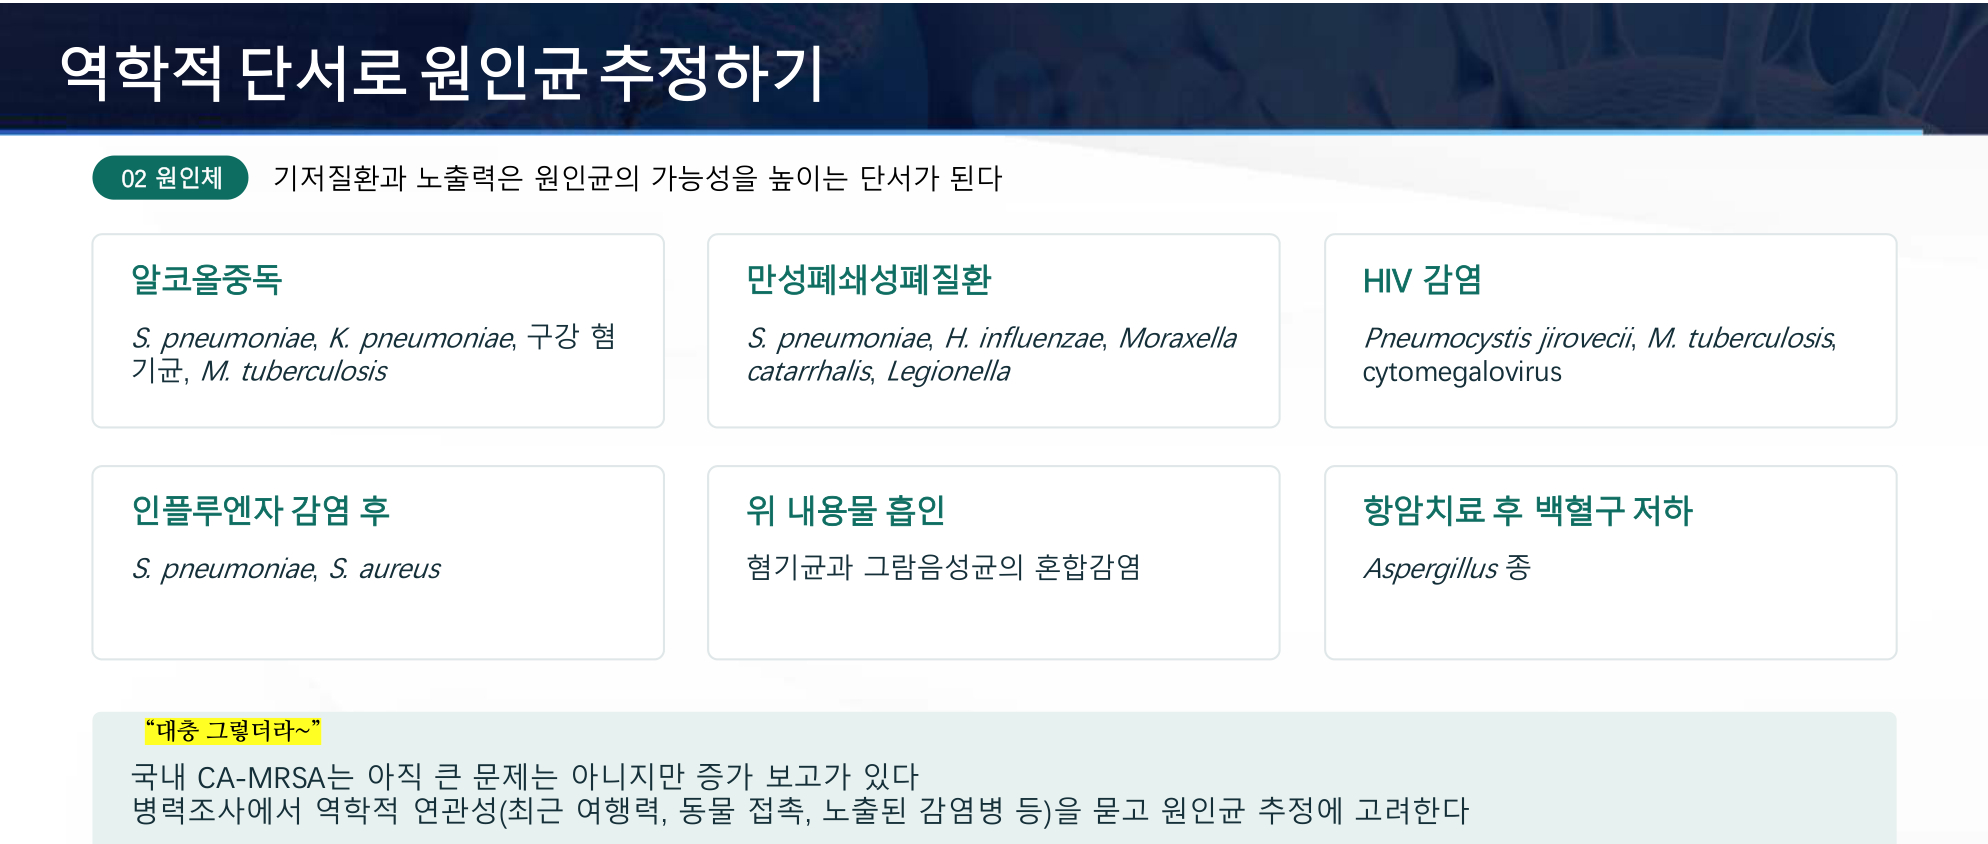 역학적 단서로 원인균 추정하기
02 원인체
기저질환과 노출력은 원인균의 가능성을 높이는 단서가 된다
알코올중독
S. pneumoniae, K. pneumoniae, 구강 혐
기균, M. tuberculosis
만성폐쇄성폐질환
S. pneumoniae, H. influenzae, Moraxella
catarrhalis, Legionella
HIV 감염
Pneumocystis jirovecii, M. tuberculosis,
cytomegalovirus
인플루엔자 감염 후
S. pneumoniae, S. aureus
위 내용물 흡인
혐기균과 그람음성균의 혼합감염
항암치료 후 백혈구 저하
Aspergillus 종
“대충 그렇더라~”
국내 CA-MRSA는 아직 큰 문제는 아니지만 증가 보고가 있다
병력조사에서 역학적 연관성(최근 여행력, 동물 접촉, 노출된 감염병 등)을 묻고 원인균 추정에 고려한다